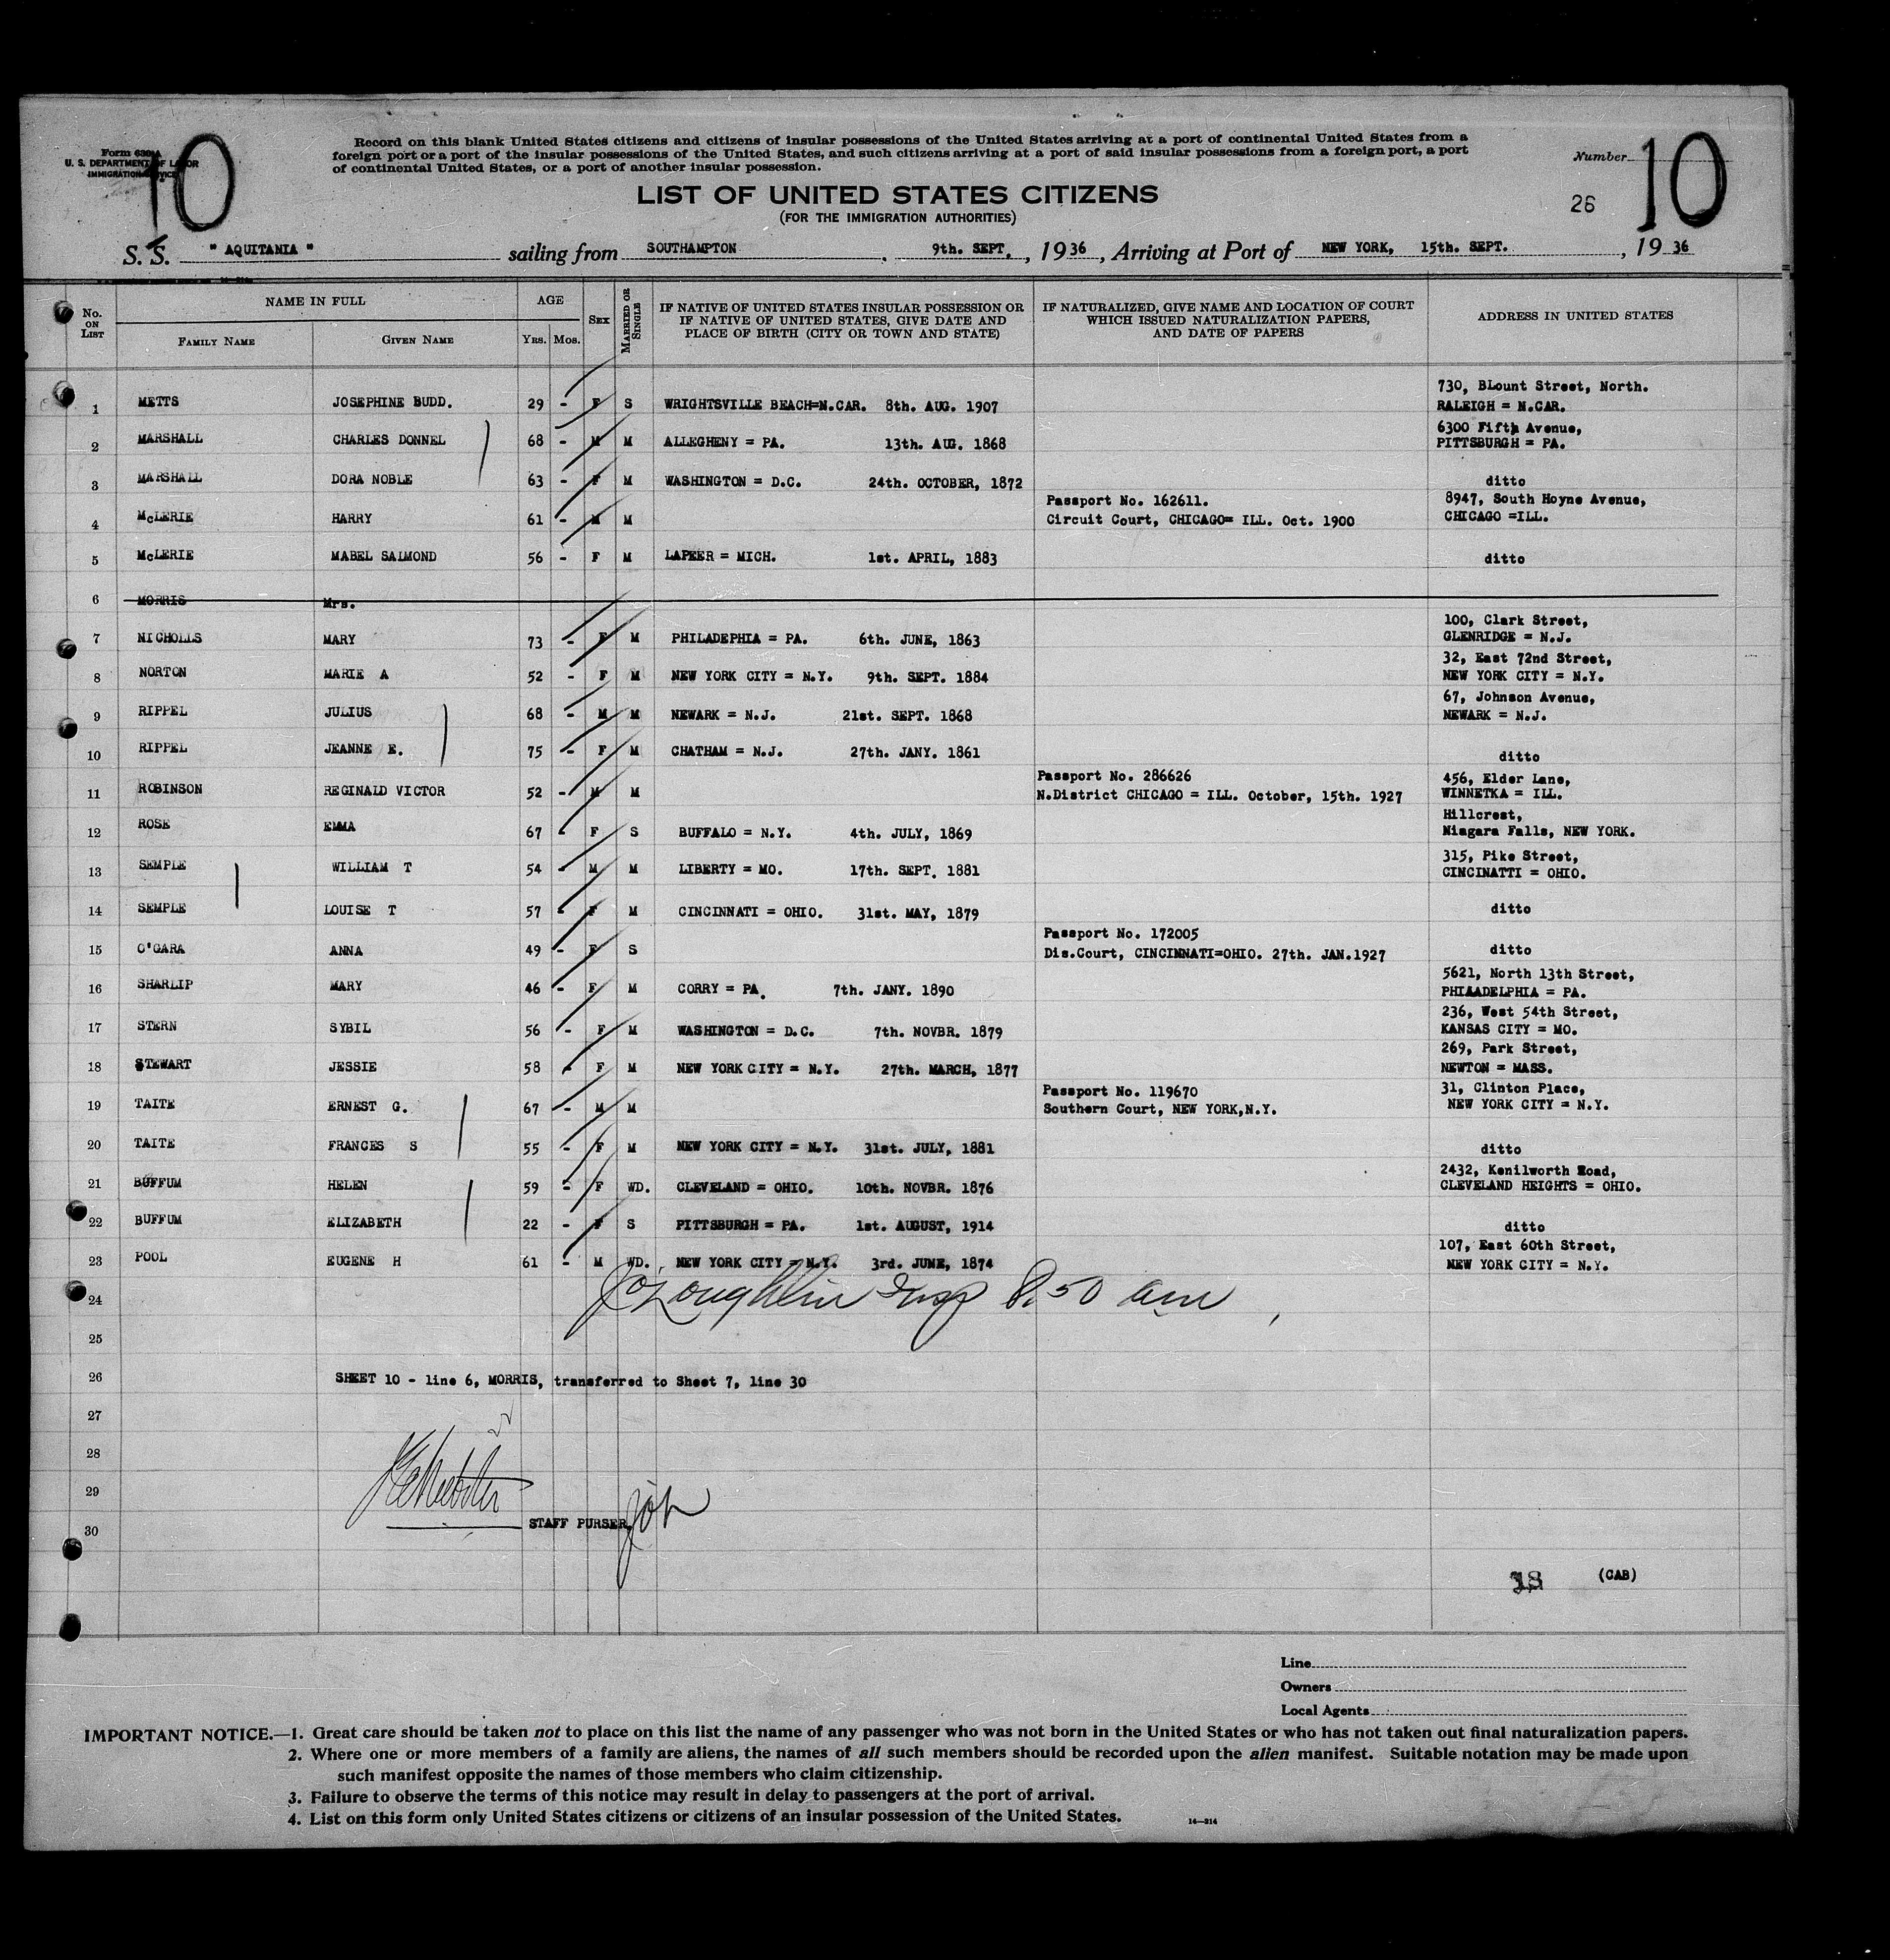 Form 630 A
U. S. DEPARTMENT OF LABOR
IMMIGRATION SERVICE
10
Record on this blank United States citizens and citizens of insular possessions of the United States arriving at a port of continental United States from a
foreign port or a port of the insular possessions of the United States, and such citizens arriving at a port of said insular possessions from a foreign port, a port
of continental United States, or a port of another insular possession.
Number 10
LIST OF UNITED STATES CITIZENS
(FOR THE IMMIGRATION AUTHORITIES)
26
S. S. " AQUITANIA " sailing from SOUTHAMPTON, 9th. SEPT., 1936, Arriving at Port of NEW YORK, 15th. SEPT., 1936
No. ON LIST NAME IN FULL FAMILY NAME GIVEN NAME AGE YRS. MOS. SEX MARRIED OR SINGLE IF NATIVE OF UNITED STATES INSULAR POSSESSION OR IF NATIVE OF UNITED STATES, GIVE DATE AND PLACE OF BIRTH (CITY OR TOWN AND STATE) IF NATURALIZED, GIVE NAME AND LOCATION OF COURT WHICH ISSUED NATURALIZATION PAPERS, AND DATE OF PAPERS ADDRESS IN UNITED STATES
1 METTS JOSEPHINE BUDD. 29 - F S WRIGHTSVILLE BEACH=N.CAR. 8th. AUG. 1907 730, BLount Street, North. RALEIGH = N.CAR.
2 MARSHALL CHARLES DONNEL 68 - M M ALLEGHENY = PA. 13th. AUG. 1868 6300 Fifth Avenue, PITTSBURGH = PA.
3 MARSHALL DORA NOBLE 63 - F M WASHINGTON = D.C. 24th. OCTOBER, 1872 ditto
4 McLERIE HARRY 61 - M M Passport No. 162611. Circuit Court, CHICAGO= ILL. Oct. 1900 8947, South Hoyne Avenue, CHICAGO =ILL.
5 McLERIE MABEL SALMOND 56 - F M LAPEER = MICH. 1st. APRIL, 1883 ditto
6 MORRIS Mrs.
7 NICHOLLS MARY 73 - F M PHILADEPHIA = PA. 6th. JUNE, 1863 100, Clark Street, GLENRIDGE = N.J.
8 NORTON MARIE A 52 - F M NEW YORK CITY = N.Y. 9th. SEPT. 1884 32, East 72nd Street, NEW YORK CITY = N.Y.
9 RIPPEL JULIUS 68 - M M NEWARK = N.J. 21st. SEPT. 1868 67, Johnson Avenue, NEWARK = N.J.
10 RIPPEL JEANNE E. 75 - F M CHATHAM = N.J. 27th. JANY. 1861 ditto
11 ROBINSON REGINALD VICTOR 52 - M M Passport No. 286626 N.District CHICAGO = ILL. October, 15th. 1927 456, Elder Lane, WINNETKA = ILL.
12 ROSE EMMA 67 - F S BUFFALO = N.Y. 4th. JULY, 1869 Hillcrest, Niagara Falls, NEW YORK.
13 SEMPLE WILLIAM T 54 - M M LIBERTY = MO. 17th. SEPT. 1881 315, Pike Street, CINCINATTI = OHIO.
14 SEMPLE LOUISE T 57 - F M CINCINNATI = OHIO. 31st. MAY, 1879 ditto
15 O'GARA ANNA 49 - F S Passport No. 172005 Dis.Court, CINCINNATI=OHIO. 27th. JAN.1927 ditto
16 SHARLIP MARY 46 - F M CORRY = PA. 7th. JANY. 1890 5621, North 13th Street, PHILADELPHIA = PA.
17 STERN SYBIL 56 - F M WASHINGTON = D.C. 7th. NOVBR. 1879 236, West 54th Street, KANSAS CITY = MO.
18 STEWART JESSIE 58 - F M NEW YORK CITY = N.Y. 27th. MARCH, 1877 269, Park Street, NEWTON = MASS.
19 TAITE ERNEST G. 67 - M M Passport No. 119670 Southern Court, NEW YORK,N.Y. 31, Clinton Place, NEW YORK CITY = N.Y.
20 TAITE FRANCES S 55 - F M NEW YORK CITY = N.Y. 31st. JULY, 1881 ditto
21 BUFFUM HELEN 59 - F WD. CLEVELAND = OHIO. 10th. NOVBR. 1876 2432, Kenilworth Road, CLEVELAND HEIGHTS = OHIO.
22 BUFFUM ELIZABETH 22 - F S PITTSBURGH = PA. 1st. AUGUST, 1914 ditto
23 POOL EUGENE H 61 - M WD. NEW YORK CITY = N.Y. 3rd. JUNE, 1874 107, East 60th Street, NEW YORK CITY = N.Y.
24 J O'Loughlin Insp 8.50 am
25
26 SHEET 10 - line 6, MORRIS, transferred to Sheet 7, line 30
27
28
29
30 STAFF PURSER.
(CAB)
Line
Owners
Local Agents
IMPORTANT NOTICE.—1. Great care should be taken not to place on this list the name of any passenger who was not born in the United States or who has not taken out final naturalization papers.
2. Where one or more members of a family are aliens, the names of all such members should be recorded upon the alien manifest. Suitable notation may be made upon
such manifest opposite the names of those members who claim citizenship.
3. Failure to observe the terms of this notice may result in delay to passengers at the port of arrival.
4. List on this form only United States citizens or citizens of an insular possession of the United States.
14—214